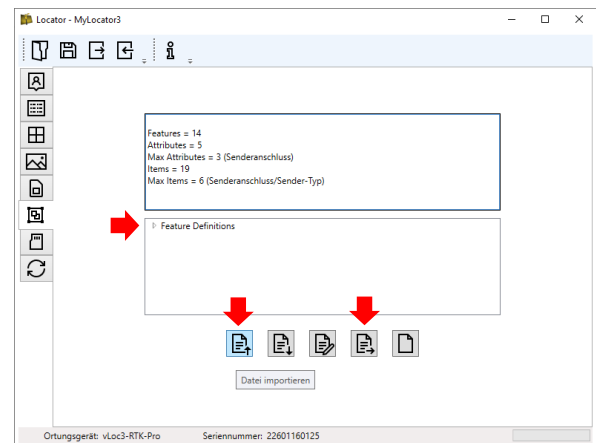 Locator - MyLocator3
Features = 14
Attributes = 5
Max Attributes = 3 (Senderanschluss)
Items = 19
Max Items = 6 (Senderanschluss/Sender-Typ)
Feature Definitions
Datei importieren
Ortungsgerät: vLoc3-RTK-Pro Seriennummer: 22601160125